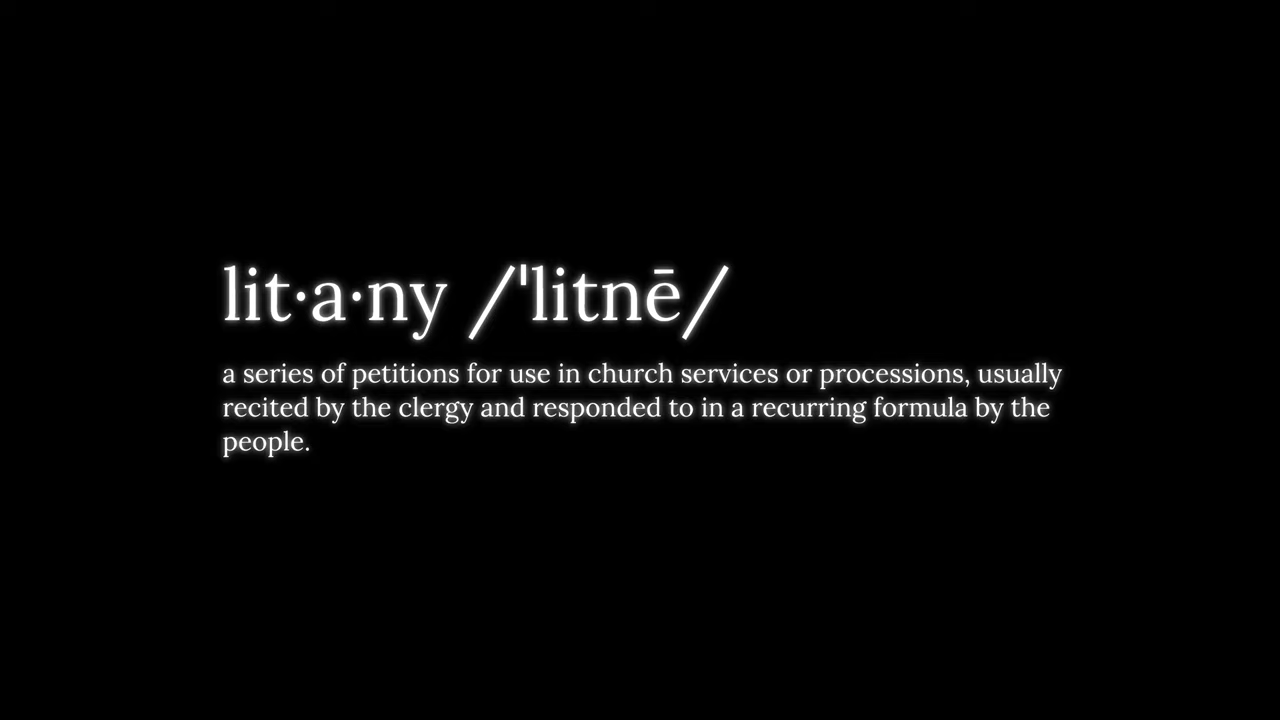 lit·a·ny /ˈlitnē/
a series of petitions for use in church services or processions, usually
recited by the clergy and responded to in a recurring formula by the
people.